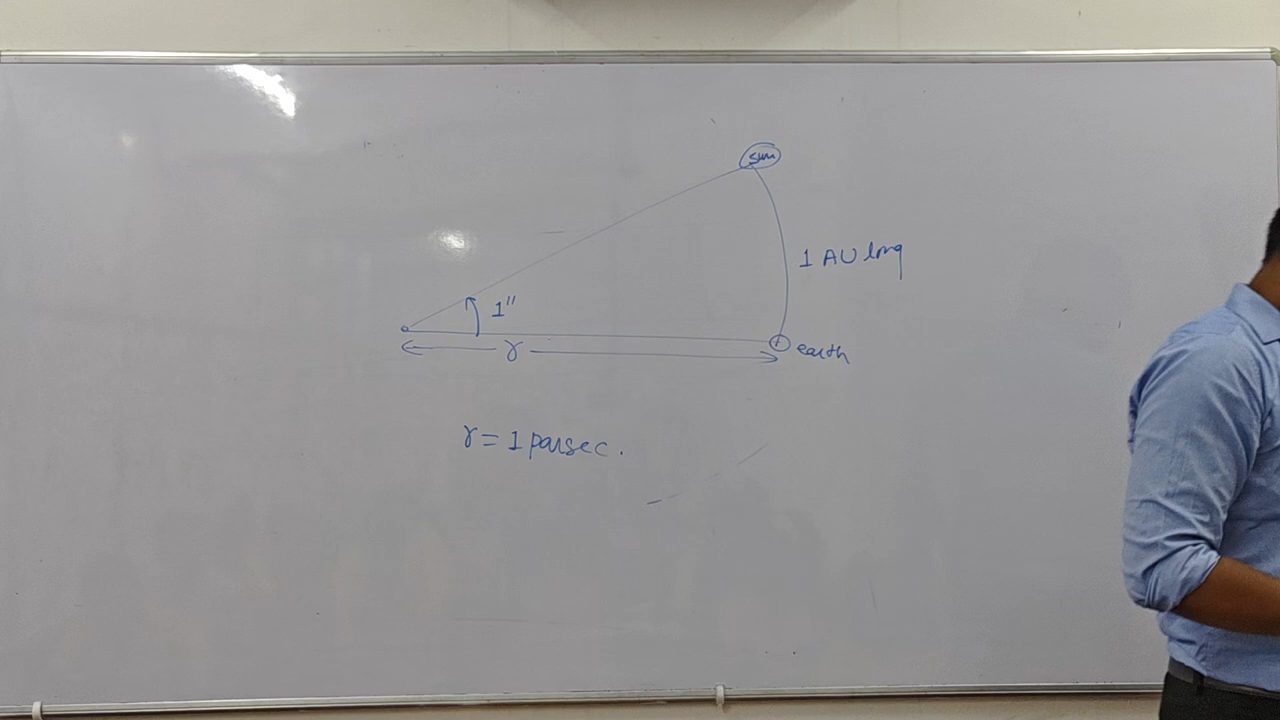 sun
1 AU long
1"
r
earth
r = 1 parsec.